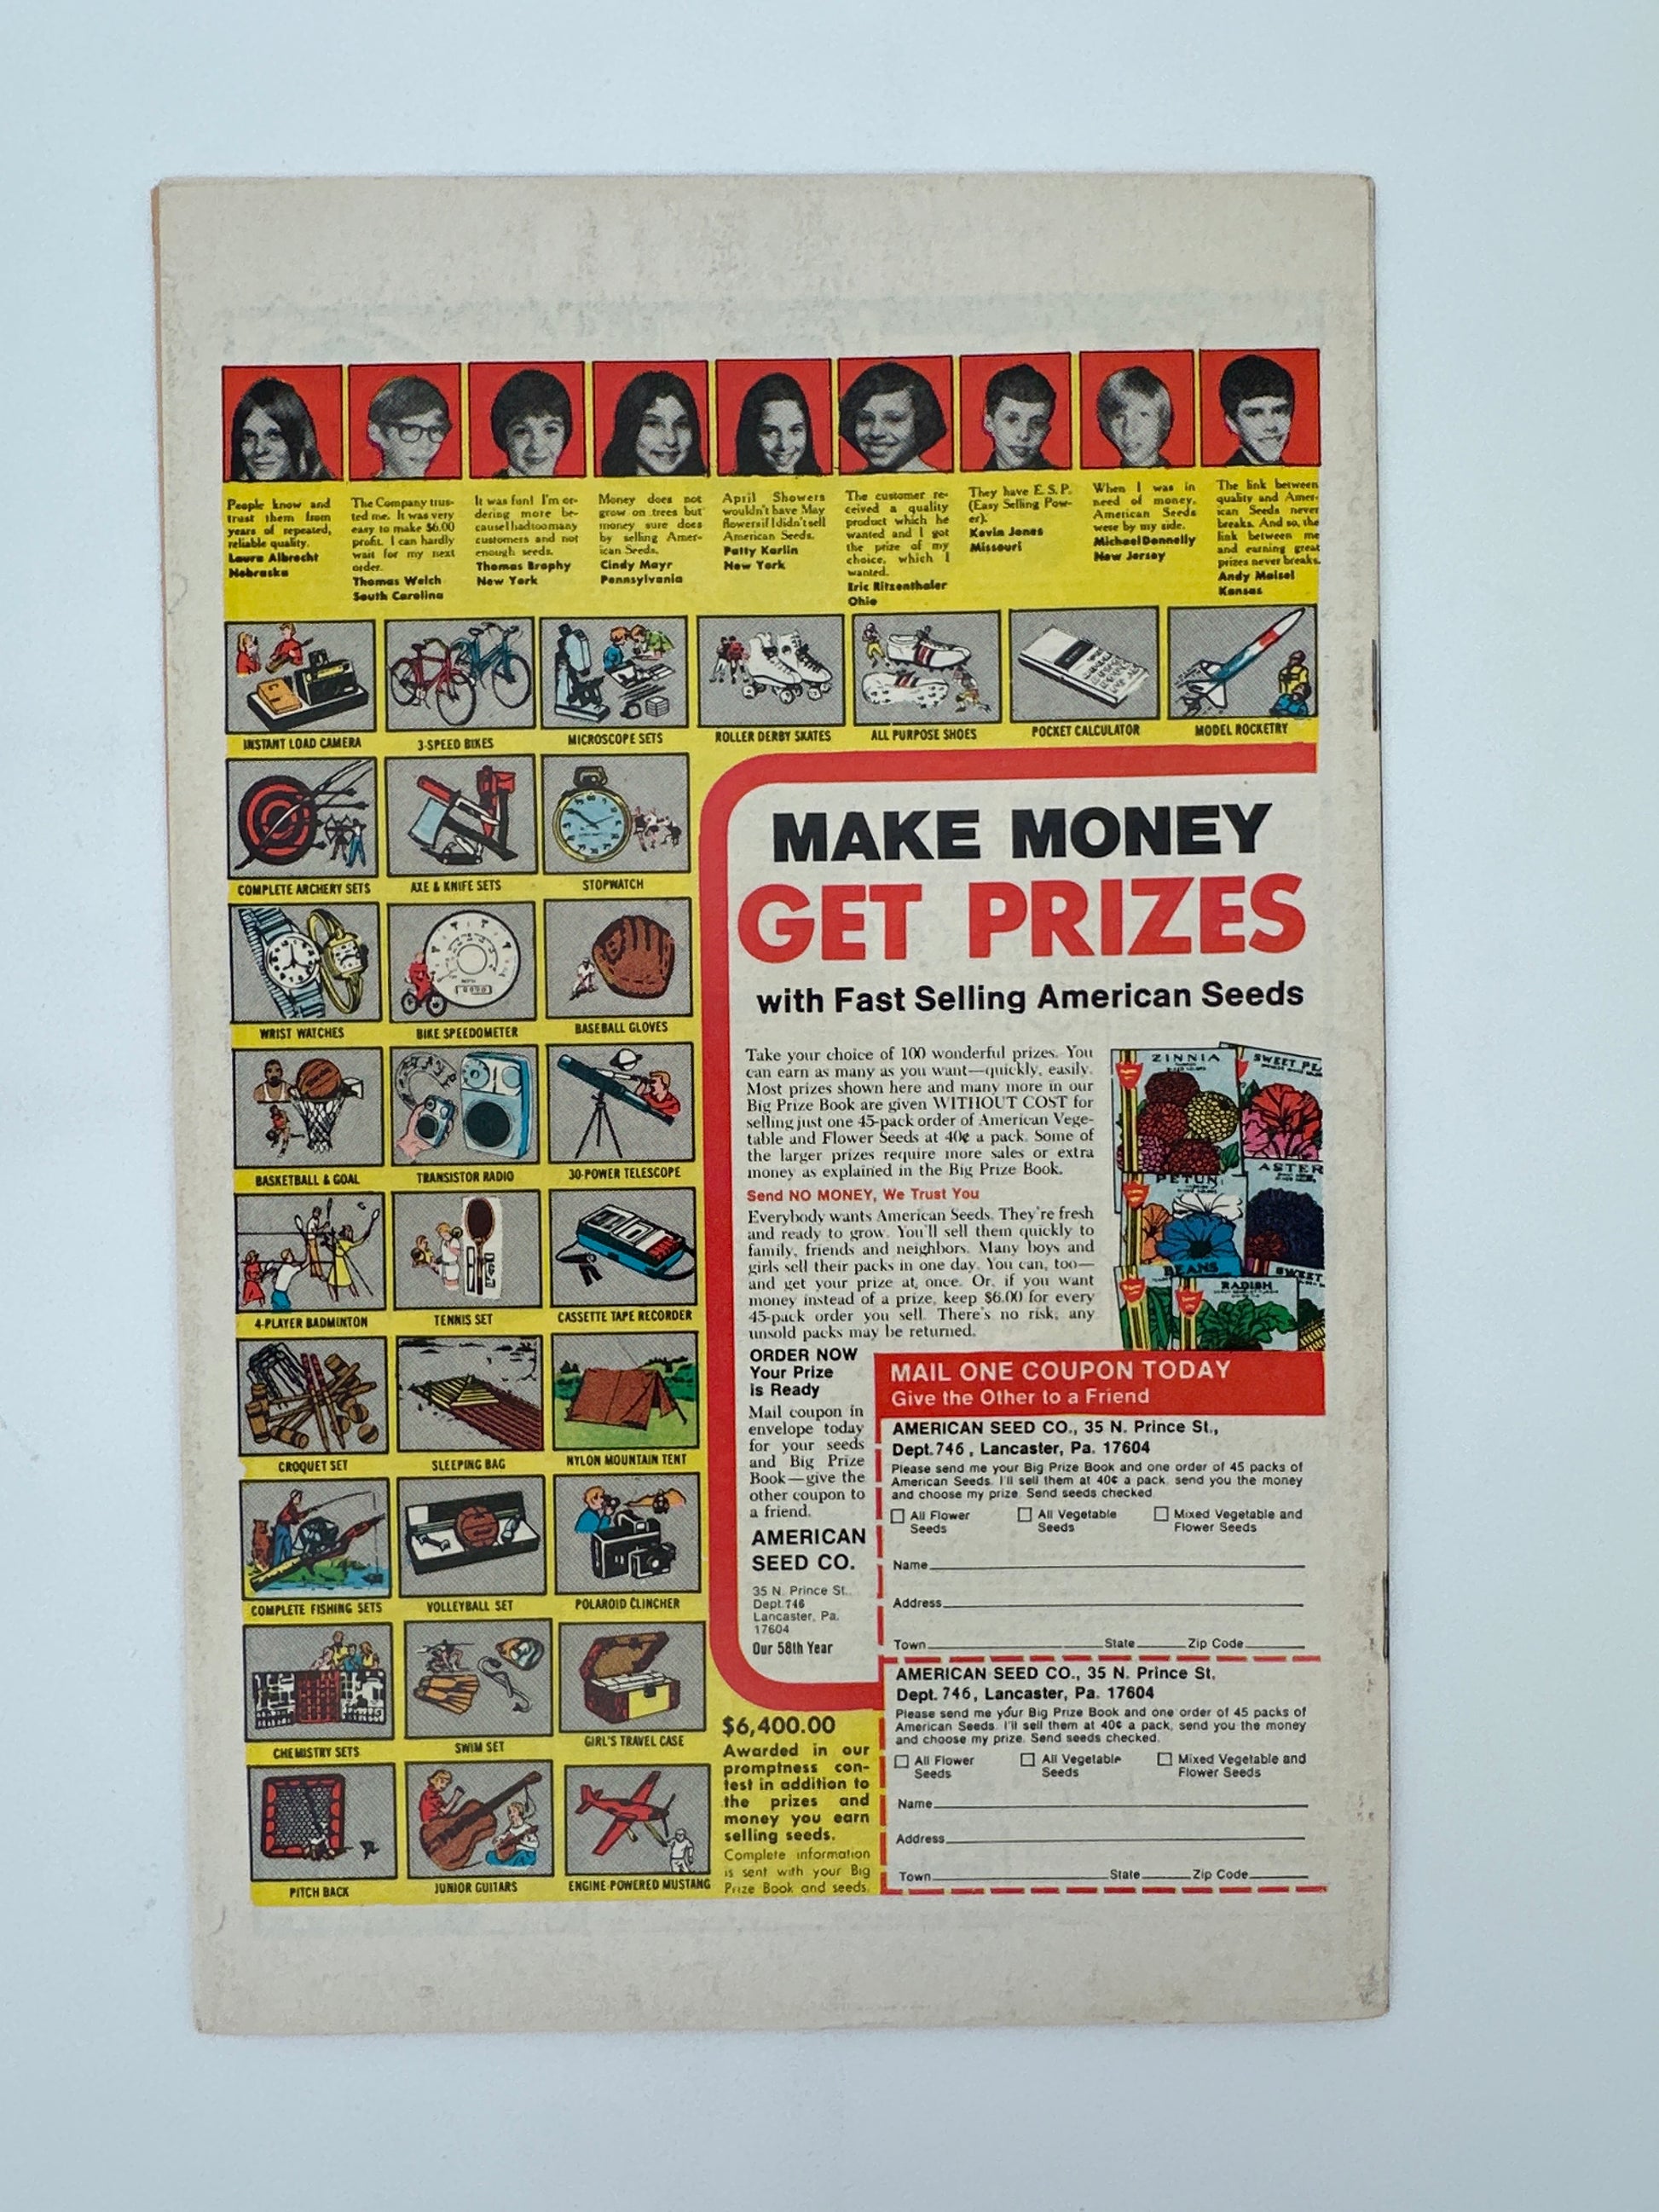 People know and
trust them from
years of repeated,
reliable quality.
Laura Albrecht
Nebraska
The Company trus-
ted me. It was very
easy to make $6.00
profit. I can hardly
wait for my next
order.
Thomas Welch
South Carolina
It was fun! I'm or-
dering more be-
cause I had too many
customers and not
enough seeds.
Thomas Brophy
New York
Money does not
grow on trees but
money sure does
by selling Amer-
ican Seeds.
Cindy Mayr
Pennsylvania
April Showers
wouldn't have May
flowers if I didn't sell
American Seeds.
Patty Karlin
New York
The customer re-
ceived a quality
product which he
wanted and I got
the prize of my
choice, which I
wanted.
Eric Ritzenthaler
Ohio
They have E.S.P.
(Easy Selling Pow-
er).
Kevin Jones
Missouri
When I was in
need of money,
American Seeds
were by my side.
Michael Donnelly
New Jersey
The link between
quality and Amer-
ican Seeds never
breaks. And so, the
link between me
and earning great
prizes never breaks.
Andy Maisel
Kansas
INSTANT LOAD CAMERA
3-SPEED BIKES
MICROSCOPE SETS
ROLLER DERBY SKATES
ALL PURPOSE SHOES
POCKET CALCULATOR
MODEL ROCKETRY
COMPLETE ARCHERY SETS
AXE & KNIFE SETS
STOPWATCH
WRIST WATCHES
BIKE SPEEDOMETER
BASEBALL GLOVES
BASKETBALL & GOAL
TRANSISTOR RADIO
30-POWER TELESCOPE
4-PLAYER BADMINTON
TENNIS SET
CASSETTE TAPE RECORDER
CROQUET SET
SLEEPING BAG
NYLON MOUNTAIN TENT
COMPLETE FISHING SETS
VOLLEYBALL SET
POLAROID CLINCHER
CHEMISTRY SETS
SWIM SET
GIRL'S TRAVEL CASE
PITCH BACK
JUNIOR GUITARS
ENGINE-POWERED MUSTANG
MAKE MONEY
GET PRIZES
with Fast Selling American Seeds
Take your choice of 100 wonderful prizes. You
can earn as many as you want—quickly, easily.
Most prizes shown here and many more in our
Big Prize Book are given WITHOUT COST for
selling just one 45-pack order of American Vege-
table and Flower Seeds at 40¢ a pack. Some of
the larger prizes require more sales or extra
money as explained in the Big Prize Book.
Send NO MONEY, We Trust You
Everybody wants American Seeds. They're fresh
and ready to grow. You'll sell them quickly to
family, friends and neighbors. Many boys and
girls sell their packs in one day. You can, too—
and get your prize at once. Or, if you want
money instead of a prize, keep $6.00 for every
45-pack order you sell. There's no risk; any
unsold packs may be returned.
ZINNIA
SWEET PE
ASTER
PETUNI
BEANS
RADISH
SWEET
ORDER NOW
Your Prize
is Ready
Mail coupon in
envelope today
for your seeds
and Big Prize
Book—give the
other coupon to
a friend.
AMERICAN
SEED CO.
35 N. Prince St.
Dept. 746
Lancaster, Pa.
17604
Our 58th Year
$6,400.00
Awarded in our
promptness con-
test in addition to
the prizes and
money you earn
selling seeds.
Complete information
is sent with your Big
Prize Book and seeds.
MAIL ONE COUPON TODAY
Give the Other to a Friend
AMERICAN SEED CO., 35 N. Prince St.,
Dept. 746, Lancaster, Pa. 17604
Please send me your Big Prize Book and one order of 45 packs of
American Seeds. I'll sell them at 40¢ a pack, send you the money
and choose my prize. Send seeds checked.
All Flower Seeds
All Vegetable Seeds
Mixed Vegetable and Flower Seeds
Name
Address
Town State Zip Code
AMERICAN SEED CO., 35 N. Prince St.
Dept. 746, Lancaster, Pa. 17604
Please send me your Big Prize Book and one order of 45 packs of
American Seeds. I'll sell them at 40¢ a pack, send you the money
and choose my prize. Send seeds checked.
All Flower Seeds
All Vegetable Seeds
Mixed Vegetable and Flower Seeds
Name
Address
Town State Zip Code